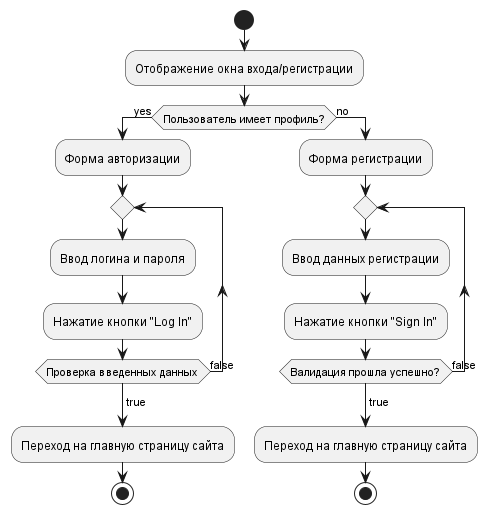 Отображение окна входа/регистрации
yes
Пользователь имеет профиль?
no
Форма авторизации
Форма регистрации
Ввод логина и пароля
Ввод данных регистрации
Нажатие кнопки "Log In"
Нажатие кнопки "Sign In"
Проверка введенных данных
false
Валидация прошла успешно?
false
true
true
Переход на главную страницу сайта
Переход на главную страницу сайта